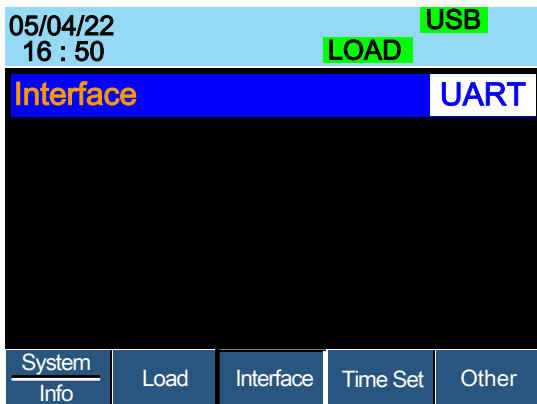 05/04/22 USB
16 : 50 LOAD
Interface UART
System Load Interface Time Set Other
Info